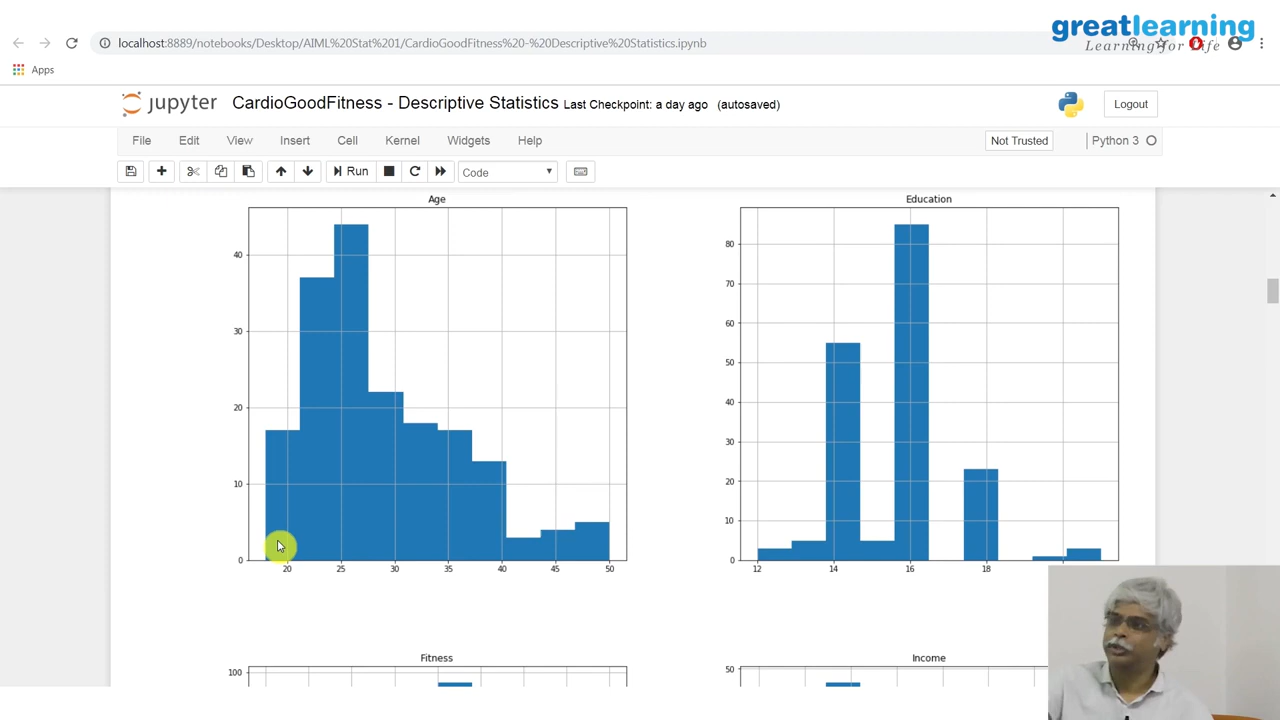 greatlearning
Learning for Life
localhost:8889/notebooks/Desktop/AIML%20Stat%201/CardioGoodFitness%20-%20Descriptive%20Statistics.ipynb
Apps
jupyter CardioGoodFitness - Descriptive Statistics Last Checkpoint: a day ago (autosaved) Logout
File Edit View Insert Cell Kernel Widgets Help Not Trusted Python 3
Run Code
Age
40
30
20
10
0
20 25 30 35 40 45 50
Education
80
70
60
50
40
30
20
10
0
12 14 16 18
Fitness
100
Income
50